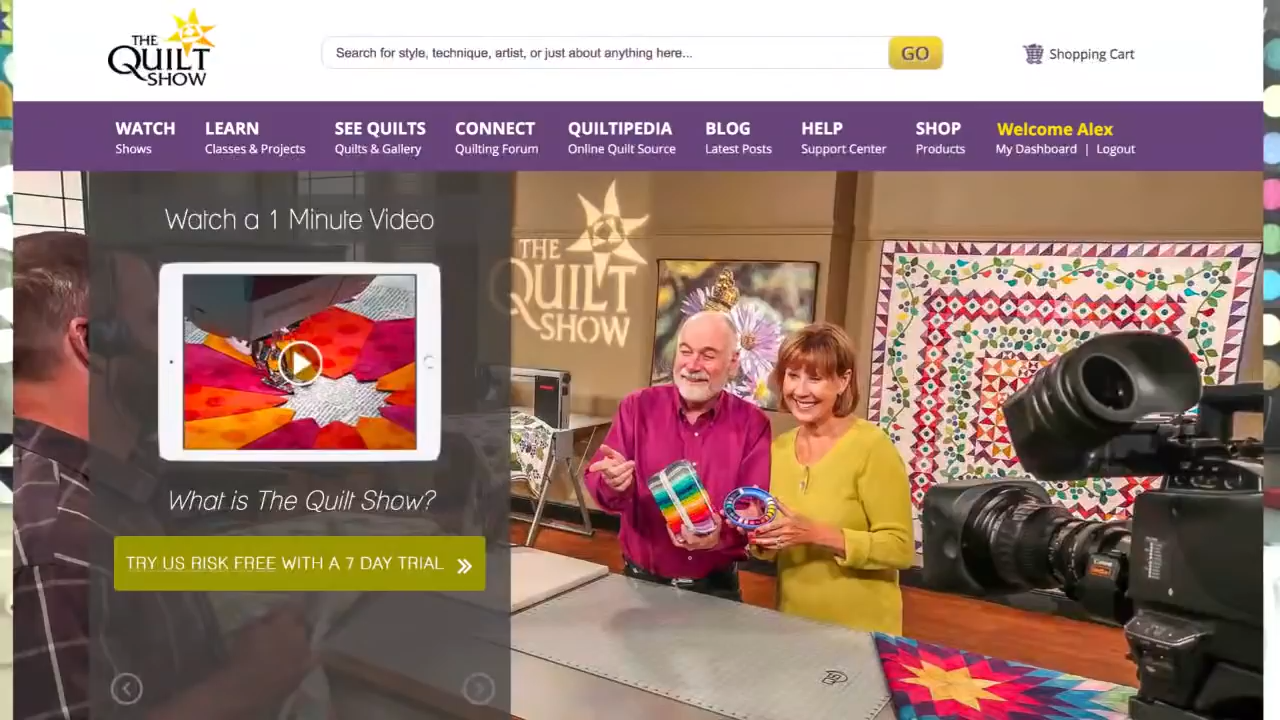 THE
QUILT
SHOW
Search for style, technique, artist, or just about anything here...
GO
Shopping Cart
WATCH
Shows
LEARN
Classes & Projects
SEE QUILTS
Quilts & Gallery
CONNECT
Quilting Forum
QUILTIPEDIA
Online Quilt Source
BLOG
Latest Posts
HELP
Support Center
SHOP
Products
Welcome Alex
My Dashboard | Logout
Watch a 1 Minute Video
What is The Quilt Show?
TRY US RISK FREE WITH A 7 DAY TRIAL »
THE
QUILT
SHOW
Canon